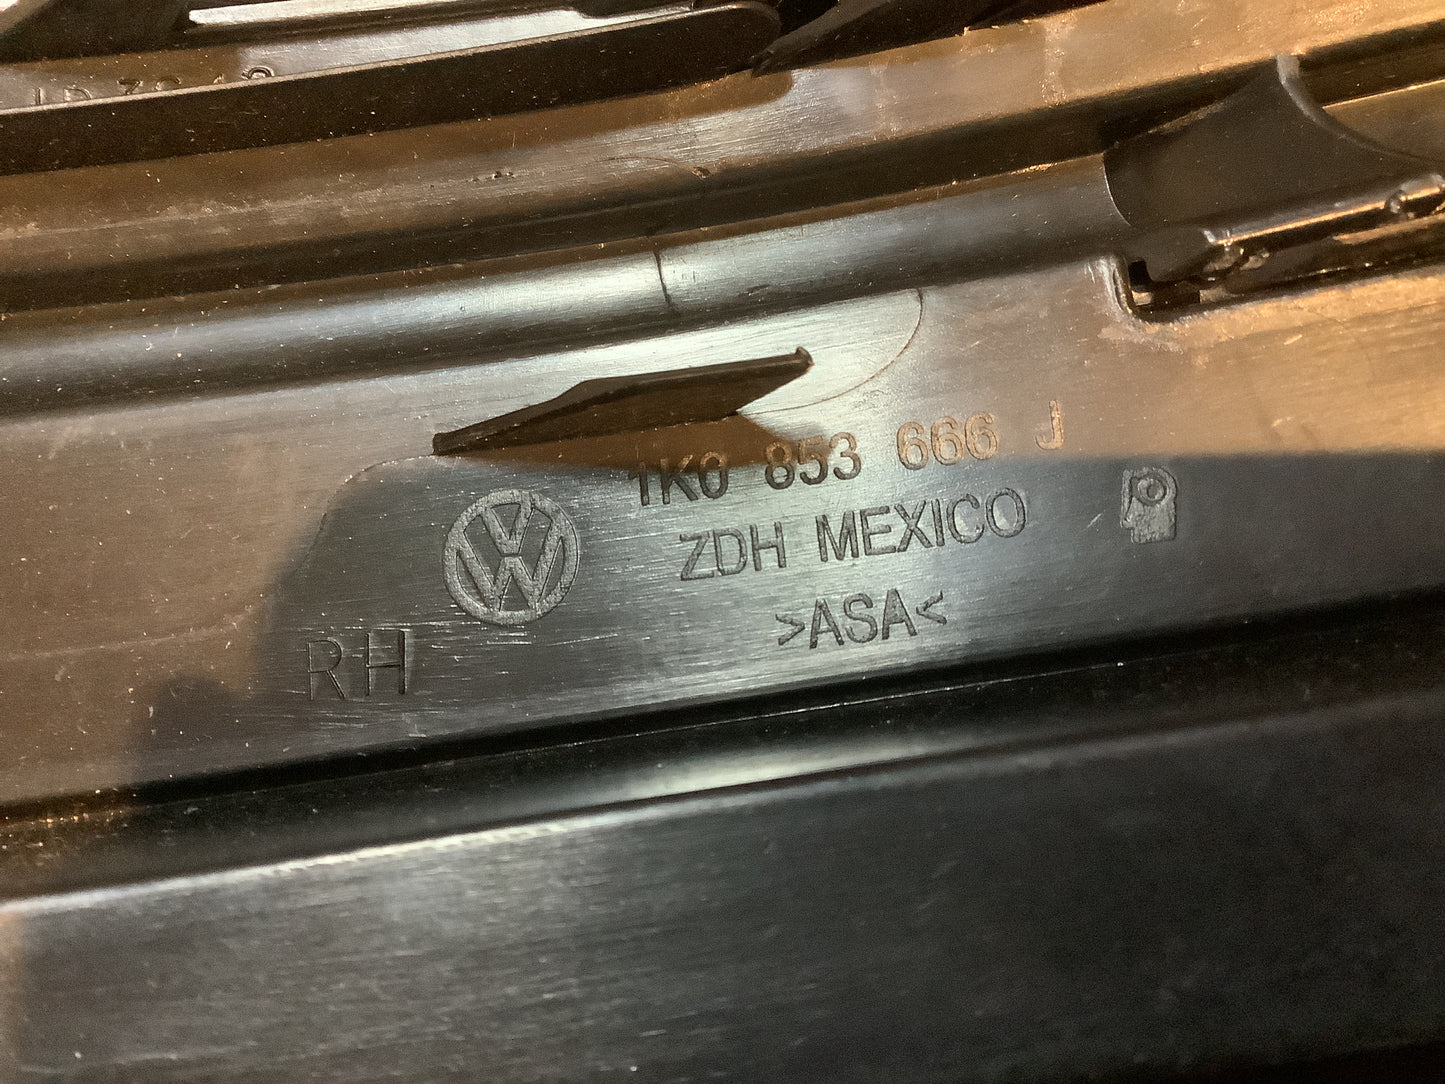 1K0 853 666 J
ZDH MEXICO
>ASA<
RH